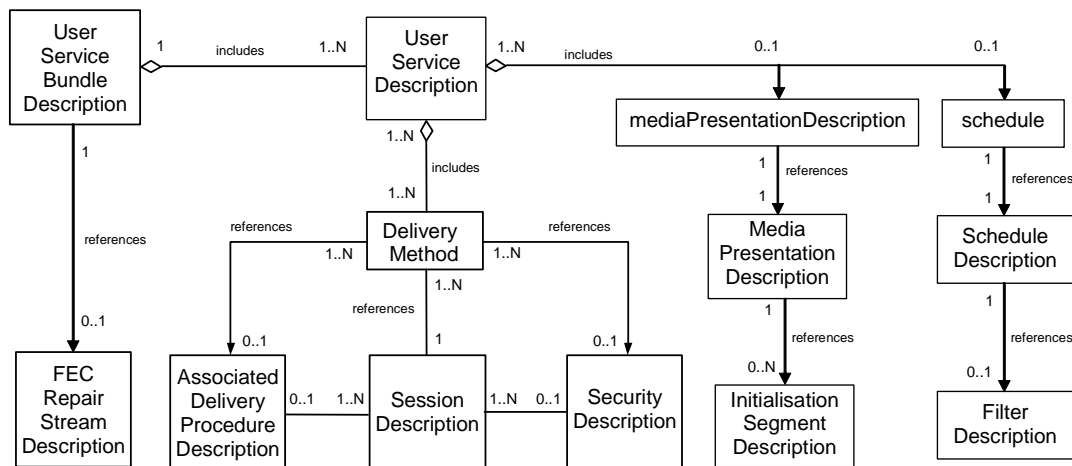 User
Service
Bundle
Description
1
includes
1..N
User
Service
Description
1..N
includes
0..1
0..1
mediaPresentationDescription
schedule
1
references
0..1
1..N
includes
1..N
1
references
1
1
references
1
references
1..N
Delivery
Method
1..N
references
1..N
references
0..1
1
0..1
Media
Presentation
Description
1
references
0..N
Schedule
Description
1
references
0..1
FEC
Repair
Stream
Description
Associated
Delivery
Procedure
Description
0..1
1..N
Session
Description
1..N
0..1
Security
Description
Initialisation
Segment
Description
Filter
Description